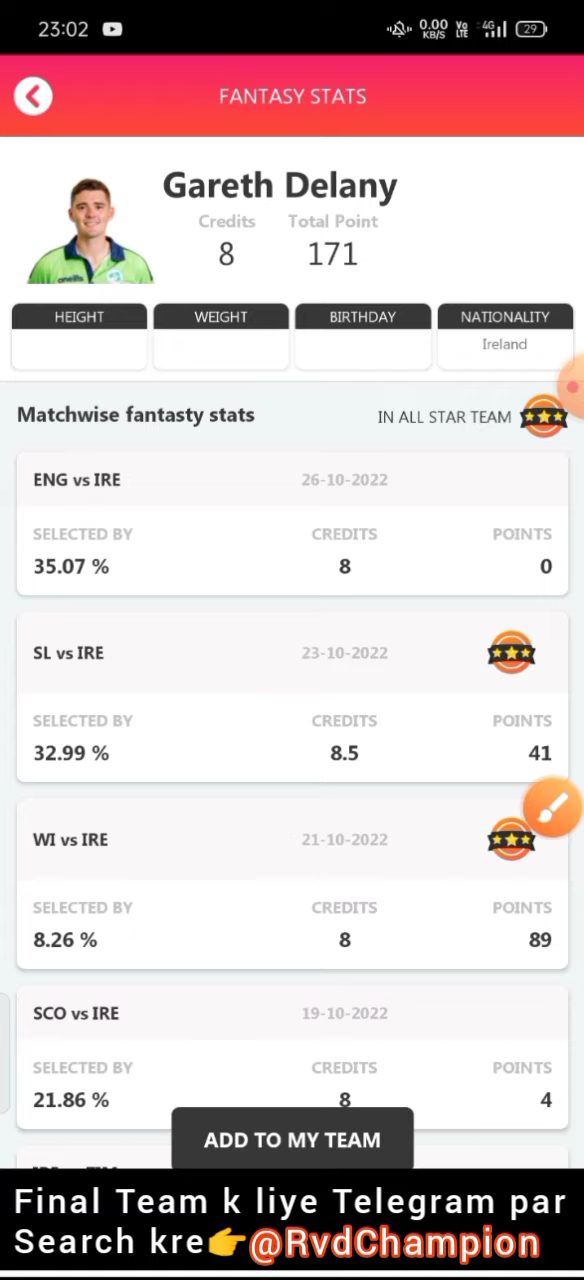 23:02
0.00 KB/S Vo LTE 4G 29
FANTASY STATS
Gareth Delany
Credits Total Point
8 171
HEIGHT WEIGHT BIRTHDAY NATIONALITY
Ireland
Matchwise fantasty stats IN ALL STAR TEAM
ENG vs IRE 26-10-2022
SELECTED BY CREDITS POINTS
35.07 % 8 0
SL vs IRE 23-10-2022
SELECTED BY CREDITS POINTS
32.99 % 8.5 41
WI vs IRE 21-10-2022
SELECTED BY CREDITS POINTS
8.26 % 8 89
SCO vs IRE 19-10-2022
SELECTED BY CREDITS POINTS
21.86 % 8 4
ADD TO MY TEAM
Final Team k liye Telegram par
Search kre👉@RvdChampion